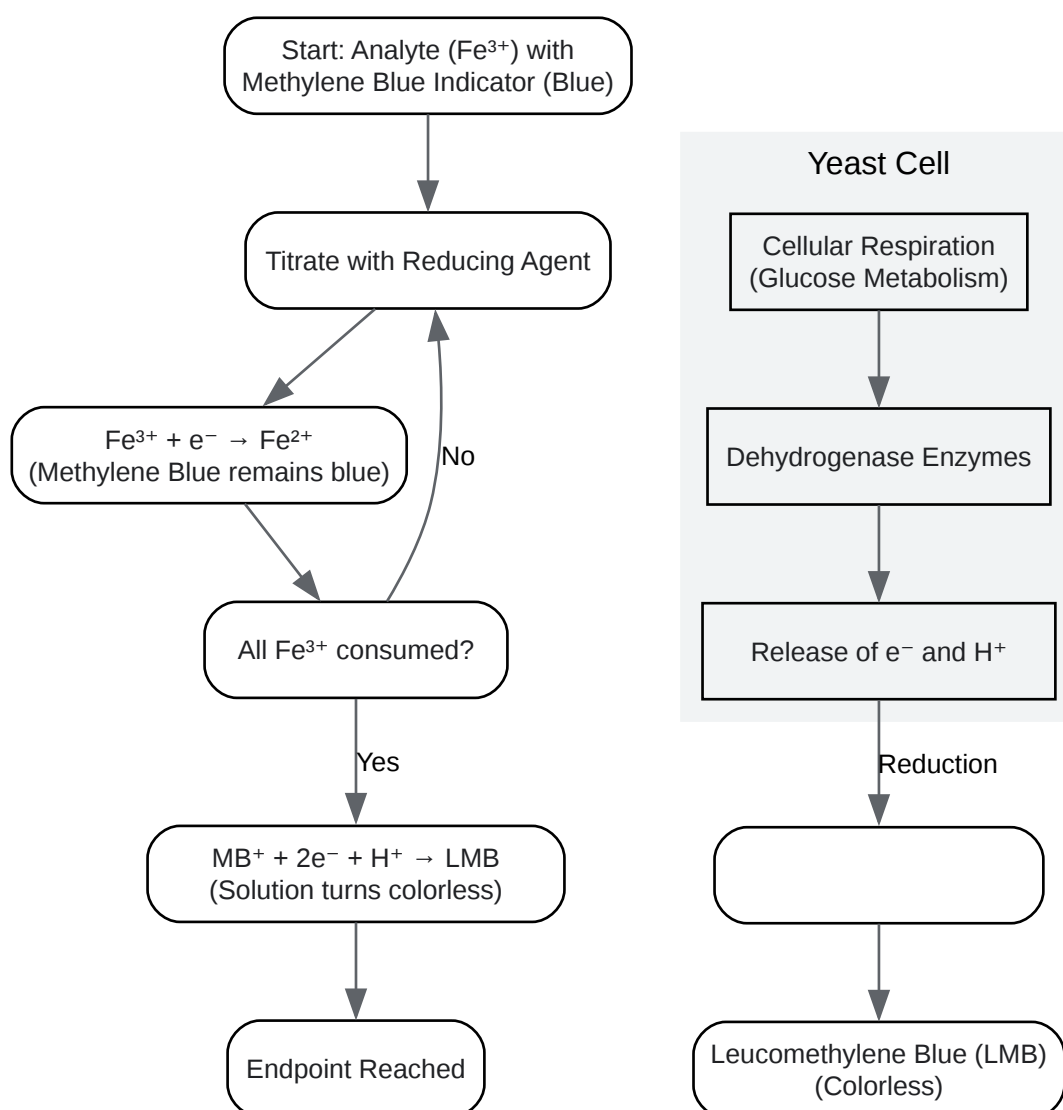 Start: Analyte (Fe³⁺) with
Methylene Blue Indicator (Blue)
Titrate with Reducing Agent
Fe³⁺ + e⁻ → Fe²⁺
(Methylene Blue remains blue)
No
All Fe³⁺ consumed?
Yes
MB⁺ + 2e⁻ + H⁺ → LMB
(Solution turns colorless)
Endpoint Reached
Yeast Cell
Cellular Respiration
(Glucose Metabolism)
Dehydrogenase Enzymes
Release of e⁻ and H⁺
Reduction
Leucomethylene Blue (LMB)
(Colorless)